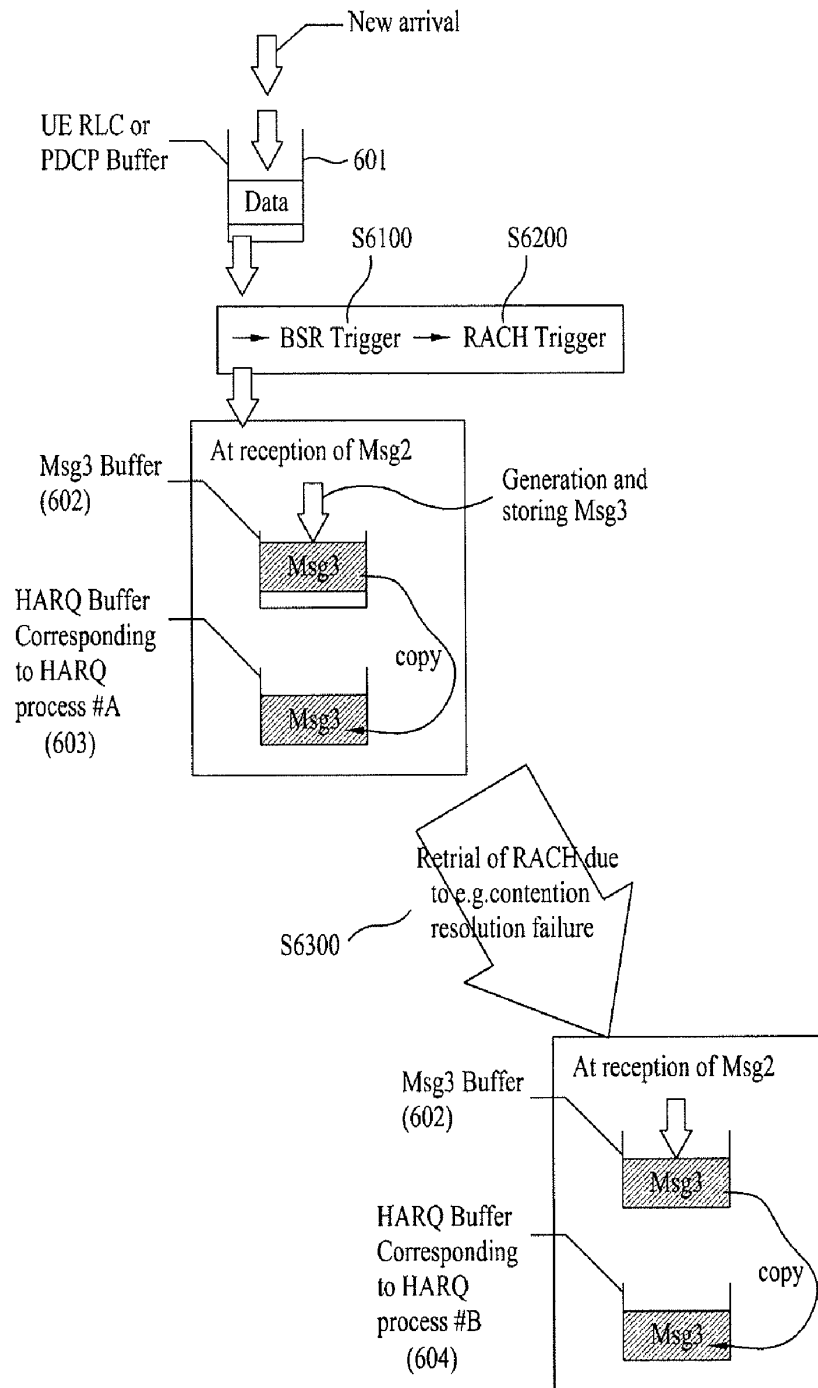 New arrival
UE RLC or
PDCP Buffer
601
Data
S6100
S6200
BSR Trigger
RACH Trigger
At reception of Msg2
Msg3 Buffer
(602)
Generation and
storing Msg3
Msg3
HARQ Buffer
Corresponding
to HARQ
process #A
(603)
copy
Msg3
Retrial of RACH due
to e.g.contention
resolution failure
S6300
At reception of Msg2
Msg3 Buffer
(602)
Msg3
HARQ Buffer
Corresponding
to HARQ
process #B
(604)
copy
Msg3